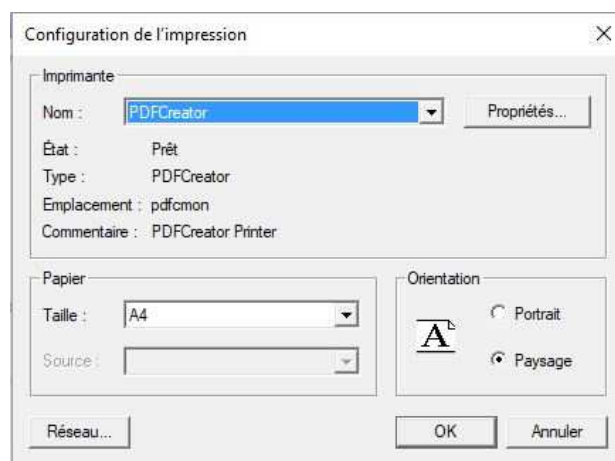 Configuration de l'impression
Imprimante
Nom : PDFCreator Propriétés...
État : Prêt
Type : PDFCreator
Emplacement : pdfcmon
Commentaire : PDFCreator Printer
Papier
Taille : A4
Source :
Orientation
A
Portrait
Paysage
Réseau... OK Annuler